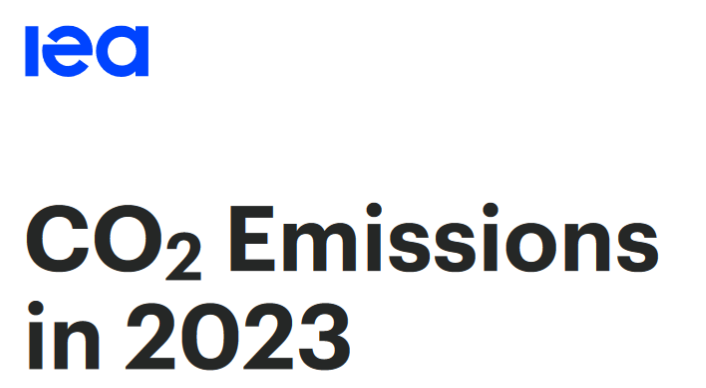 iea
CO₂ Emissions
in 2023